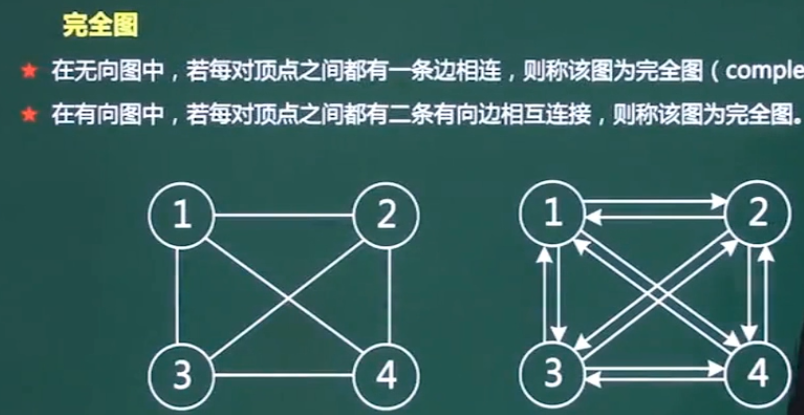 完全图
★ 在无向图中，若每对顶点之间都有一条边相连，则称该图为完全图（comple
★ 在有向图中，若每对顶点之间都有二条有向边相互连接，则称该图为完全图。
1 2 1 2
3 4 3 4